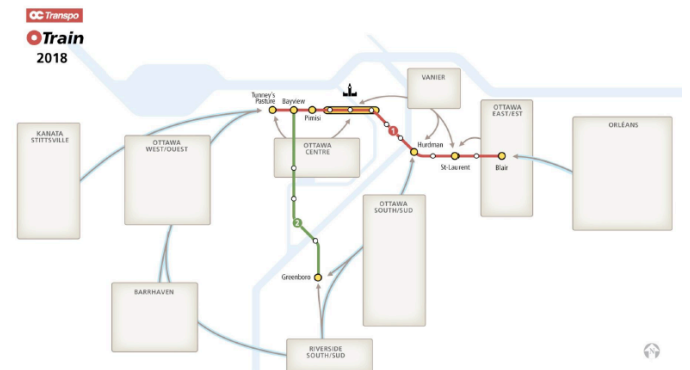 OC Transpo
O Train
2018
VANIER
Tunney's
Pasture
Bayview
Pimisi
OTTAWA
EAST/EST
ORLÉANS
KANATA
STITTSVILLE
OTTAWA
WEST/OUEST
OTTAWA
CENTRE
1
Hurdman
St-Laurent
Blair
OTTAWA
SOUTH/SUD
2
Greenboro
BARRHAVEN
RIVERSIDE
SOUTH/SUD